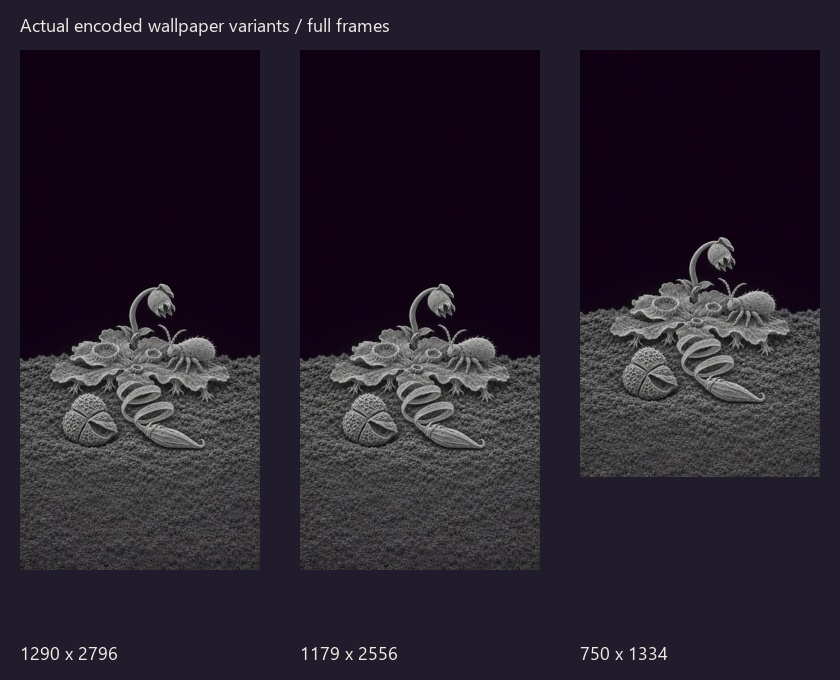 Actual encoded wallpaper variants / full frames
1290 x 2796
1179 x 2556
750 x 1334